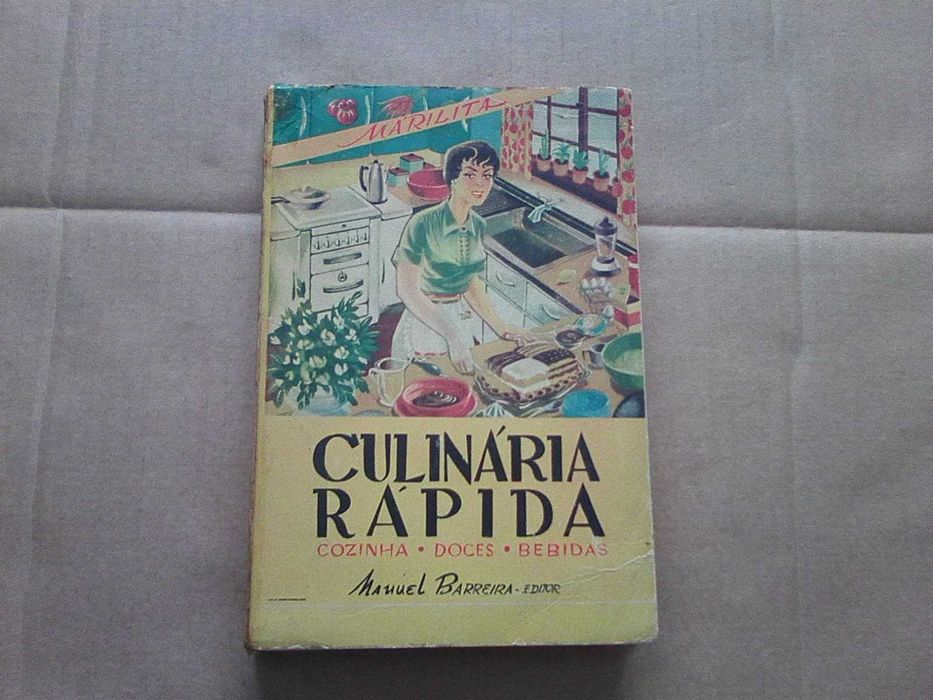 MARILITA
CULINÁRIA
RÁPIDA
COZINHA • DOCES • BEBIDAS
MANUEL BARREIRA - EDITOR